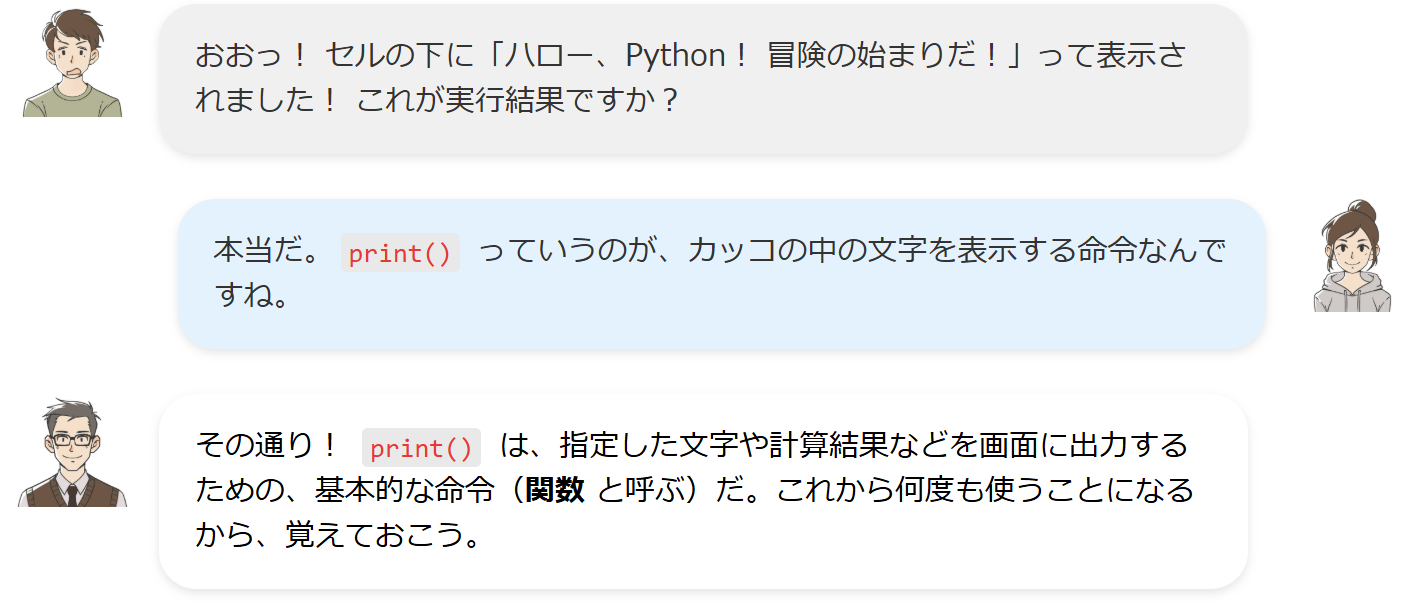 おおっ！ セルの下に「ハロー、Python！ 冒険の始まりだ！」って表示さ
れました！ これが実行結果ですか？
本当だ。 print() っていうのが、カッコの中の文字を表示する命令なんで
すね。
その通り！ print() は、指定した文字や計算結果などを画面に出力する
ための、基本的な命令（関数 と呼ぶ）だ。これから何度も使うことになる
から、覚えておこう。